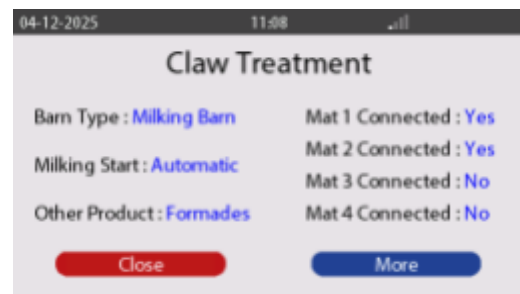 04-12-2025 11:08
Claw Treatment
Barn Type : Milking Barn
Milking Start : Automatic
Other Product : Formades
Mat 1 Connected : Yes
Mat 2 Connected : Yes
Mat 3 Connected : No
Mat 4 Connected : No
Close
More